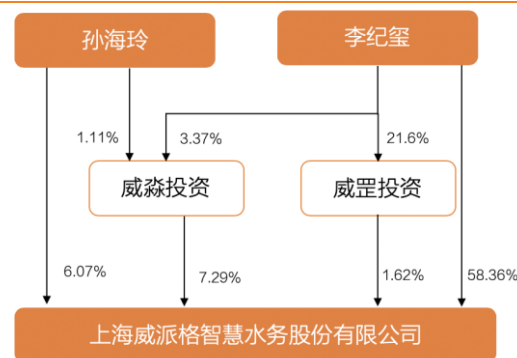 孙海玲
李纪玺
1.11%
3.37%
21.6%
威淼投资
威罡投资
6.07%
7.29%
1.62%
58.36%
上海威派格智慧水务股份有限公司